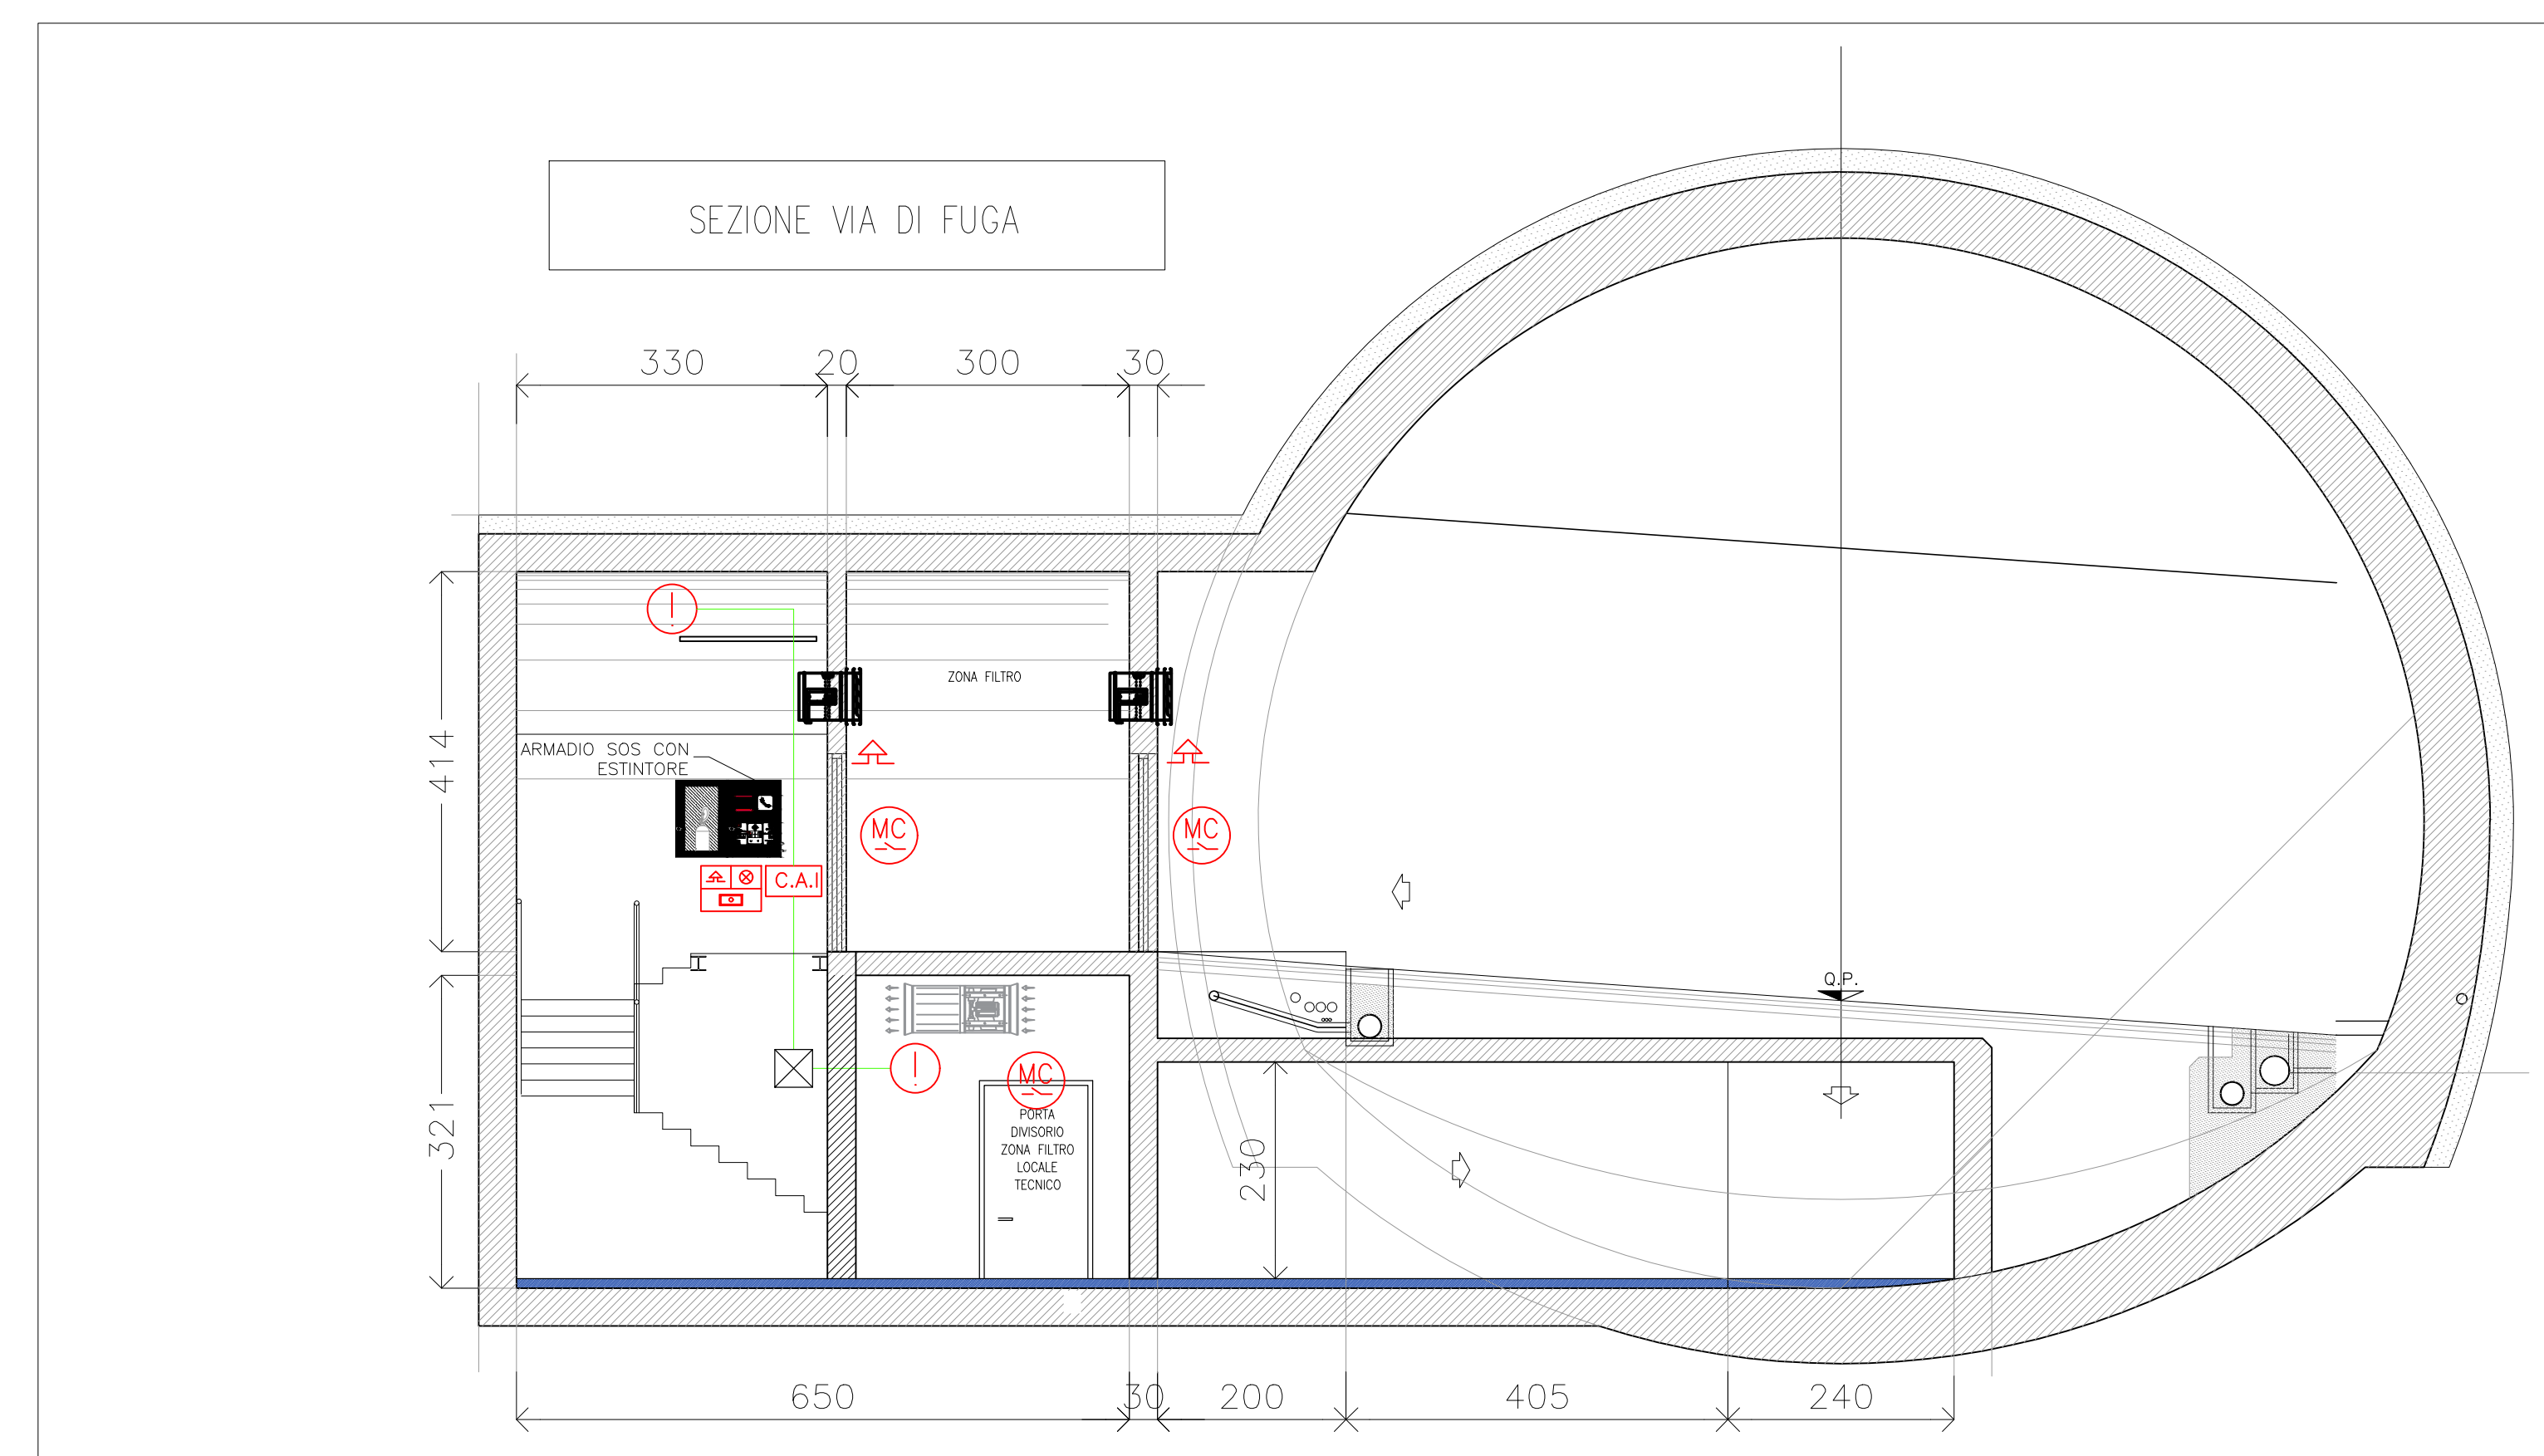 SEZIONE VIA DI FUGA
330 20 300 30
ZONA FILTRO
ARMADIO SOS CON
ESTINTORE
414
MC
MC
C.A.I
Q.P.
MC
PORTA
DIVISORIO
ZONA FILTRO
LOCALE
TECNICO
321
230
!
!
650 30 200 405 240